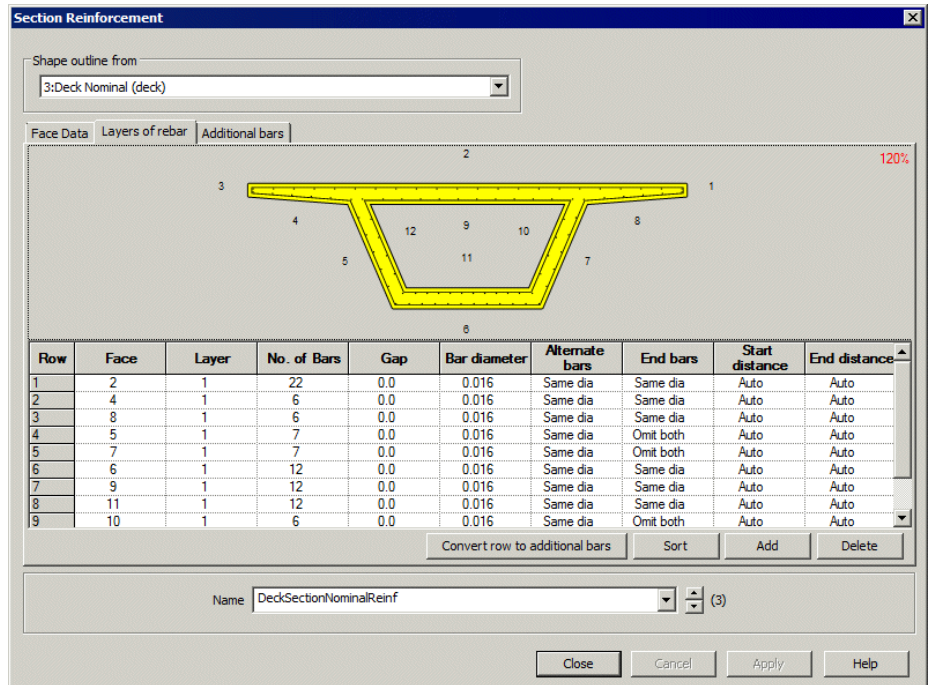 Section Reinforcement
Shape outline from
3:Deck Nominal (deck)
Face Data Layers of rebar Additional bars
2
120%
3 1
4 12 9 10 8
5 11 7
6
Row Face Layer No. of Bars Gap Bar diameter Alternate bars End bars Start distance End distance
1 2 1 22 0.0 0.016 Same dia Same dia Auto Auto
2 4 1 6 0.0 0.016 Same dia Same dia Auto Auto
3 8 1 6 0.0 0.016 Same dia Same dia Auto Auto
4 5 1 7 0.0 0.016 Same dia Omit both Auto Auto
5 7 1 7 0.0 0.016 Same dia Omit both Auto Auto
6 6 1 12 0.0 0.016 Same dia Same dia Auto Auto
7 9 1 12 0.0 0.016 Same dia Same dia Auto Auto
8 11 1 12 0.0 0.016 Same dia Same dia Auto Auto
9 10 1 6 0.0 0.016 Same dia Omit both Auto Auto
Convert row to additional bars Sort Add Delete
Name DeckSectionNominalReinf (3)
Close Cancel Apply Help